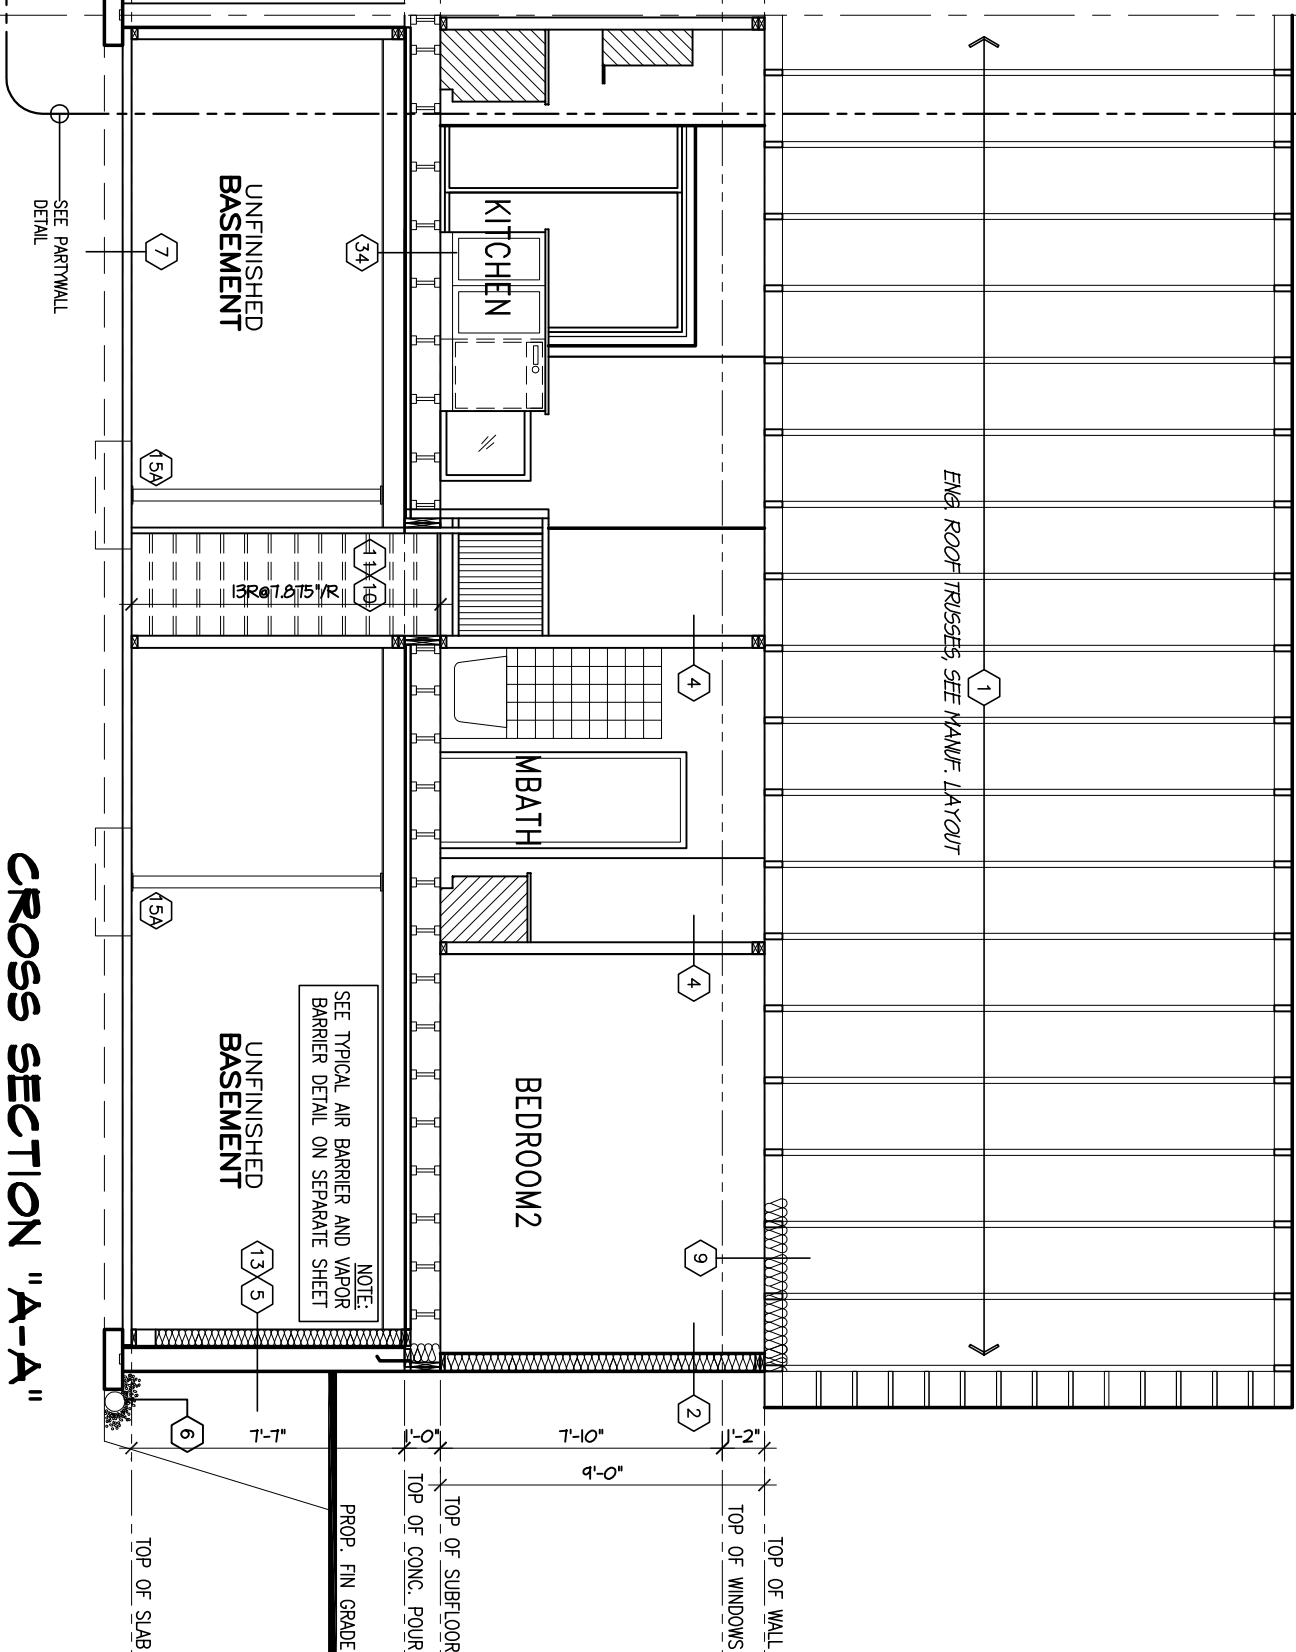 TOP OF WALL
TOP OF WINDOWS
TOP OF SUBFLOOR
TOP OF CONC. POUR
PROP. FIN GRADE
TOP OF SLAB
1
ENG. ROOF TRUSSES, SEE MANUF. LAYOUT
9
2
4
4
1'-2"
9'-0"
7'-10"
1'-0"
7'-7"
KITCHEN
MBATH
BEDROOM2
34
11
10
13R@7.875"/R
NOTE:
SEE TYPICAL AIR BARRIER AND VAPOR
BARRIER DETAIL ON SEPARATE SHEET
UNFINISHED
BASEMENT
UNFINISHED
BASEMENT
13
5
6
7
15A
15A
SEE PARTYWALL
DETAIL
CROSS SECTION "A-A"